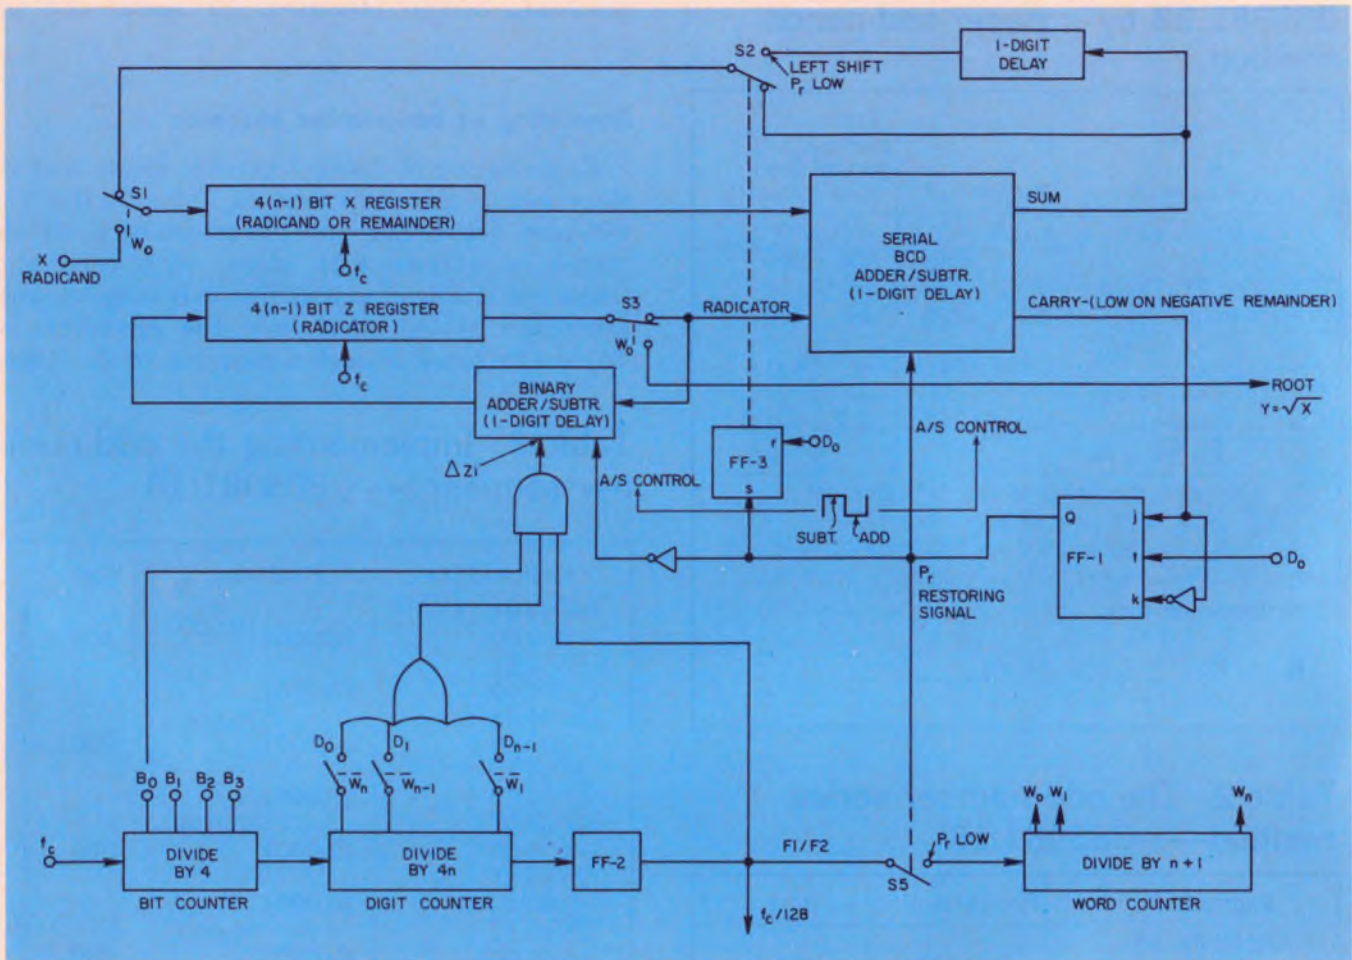 S2
LEFT SHIFT
Pr LOW
1-DIGIT
DELAY
S1
W0
X
RADICAND
4(n-1) BIT X REGISTER
(RADICAND OR REMAINDER)
fc
SERIAL
BCD
ADDER/SUBTR.
(1-DIGIT DELAY)
SUM
CARRY-(LOW ON NEGATIVE REMAINDER)
4(n-1) BIT Z REGISTER
(RADICATOR)
fc
S3
W0
RADICATOR
BINARY
ADDER/SUBTR.
(1-DIGIT DELAY)
ROOT
Y=√X
ΔZi
A/S CONTROL
r
D0
FF-3
s
A/S CONTROL
SUBT.
ADD
Q
j
FF-1
t
k
D0
Pr
RESTORING
SIGNAL
D0
D1
Dn-1
W̅n
W̅n-1
W̅1
B0
B1
B2
B3
fc
DIVIDE
BY 4
BIT COUNTER
DIVIDE
BY 4n
DIGIT COUNTER
FF-2
F1/F2
fc/128
S5
Pr LOW
W0
W1
Wn
DIVIDE BY n+1
WORD COUNTER